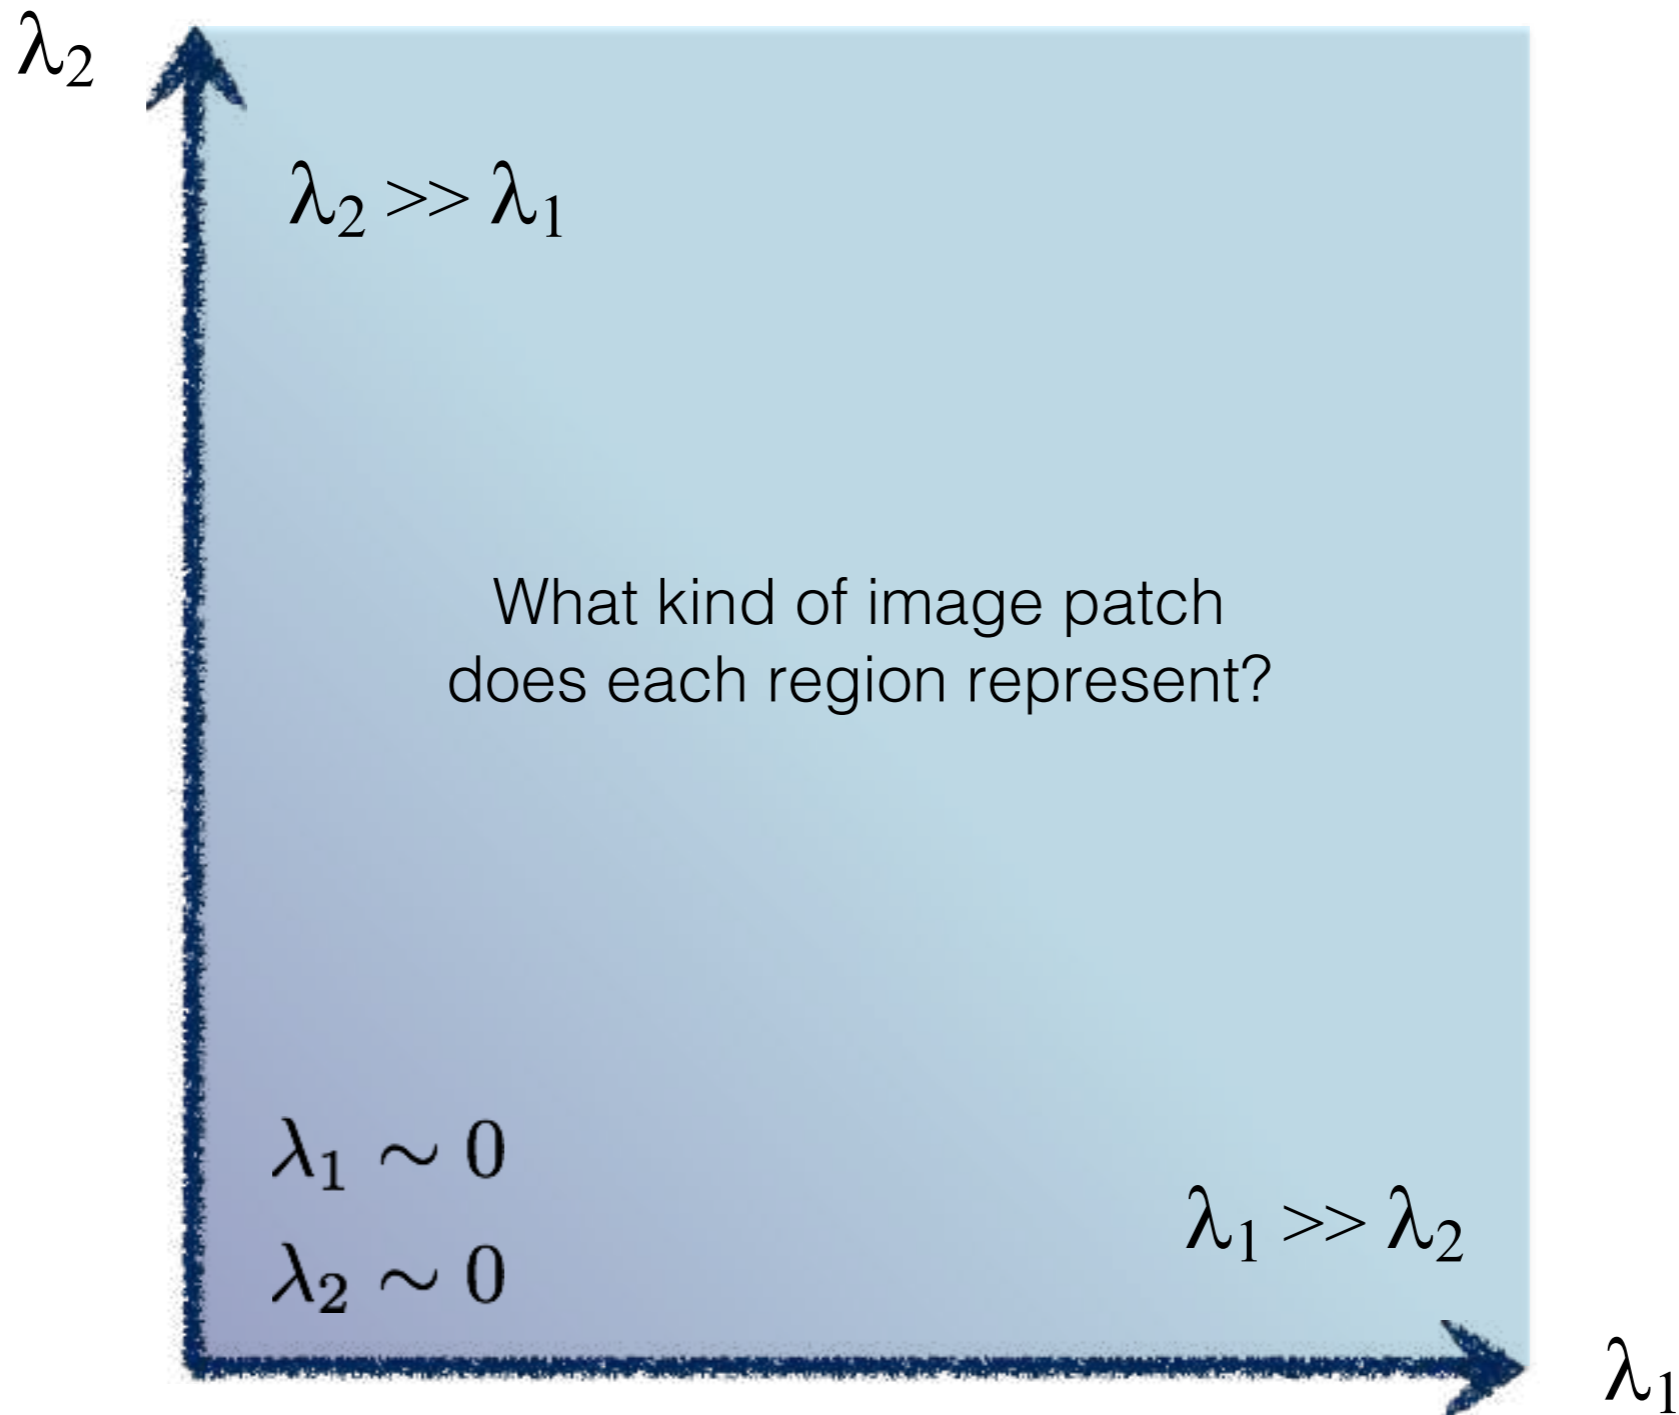 λ₂
λ₂ >> λ₁
What kind of image patch
does each region represent?
λ₁ ∼ 0
λ₂ ∼ 0
λ₁ >> λ₂
λ₁